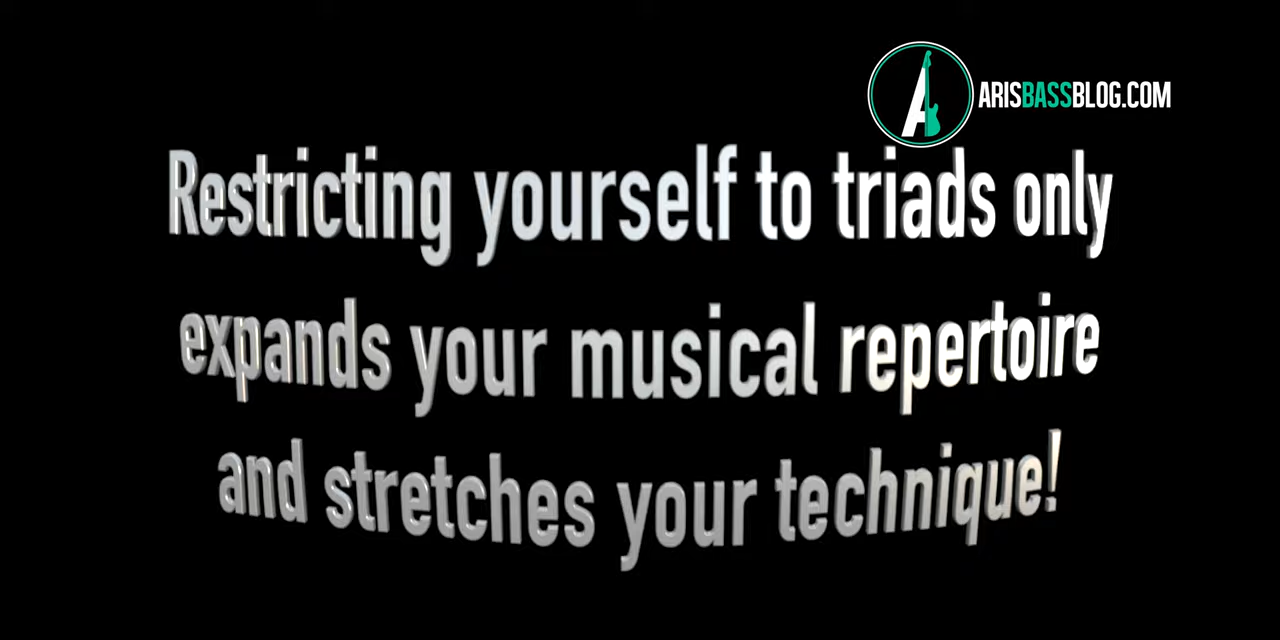 ARISBASSBLOG.COM
Restricting yourself to triads only
expands your musical repertoire
and stretches your technique!